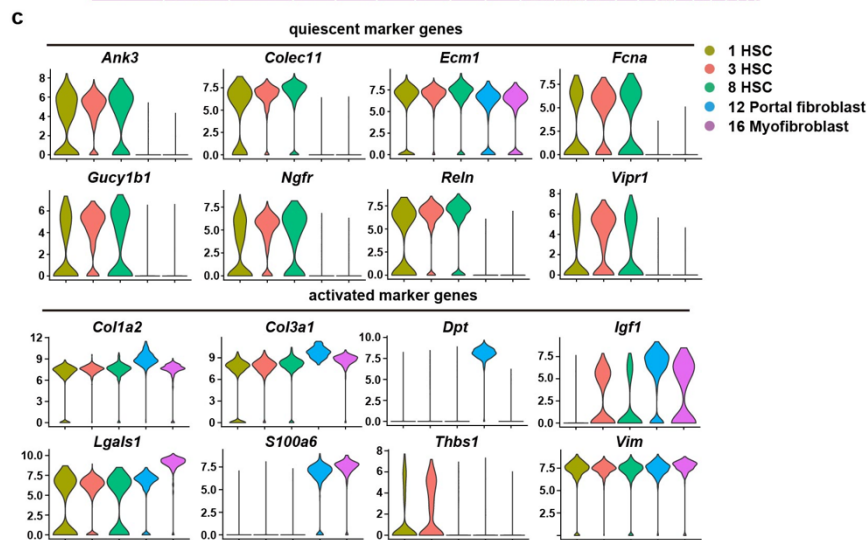 c
quiescent marker genes
Ank3 Colec11 Ecm1 Fcna
8 6 4 2 0
7.5 5.0 2.5 0.0
10.0 7.5 5.0 2.5 0.0
7.5 5.0 2.5 0.0
1 HSC
3 HSC
8 HSC
12 Portal fibroblast
16 Myofibroblast
Gucy1b1 Ngfr Reln Vipr1
6 4 2 0
7.5 5.0 2.5 0.0
7.5 5.0 2.5 0.0
8 6 4 2 0
activated marker genes
Col1a2 Col3a1 Dpt Igf1
12 9 6 3 0
9 6 3 0
10.0 7.5 5.0 2.5 0.0
7.5 5.0 2.5 0.0
Lgals1 S100a6 Thbs1 Vim
10.0 7.5 5.0 2.5 0.0
7.5 5.0 2.5 0.0
8 6 4 2 0
7.5 5.0 2.5